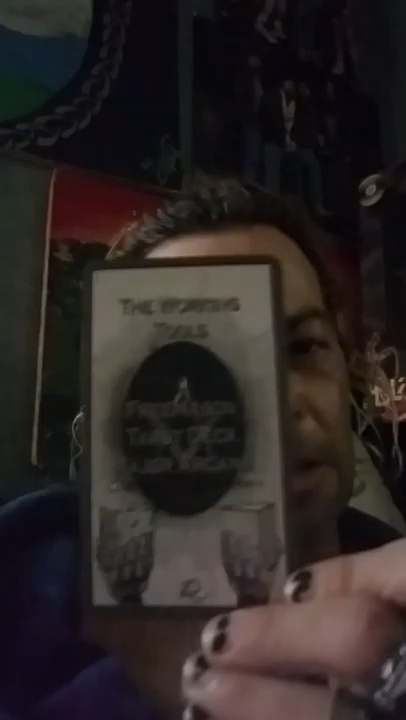 THE WORKING
TOOLS
FREEMASON
TAROT DECK
MAJOR ARCANA